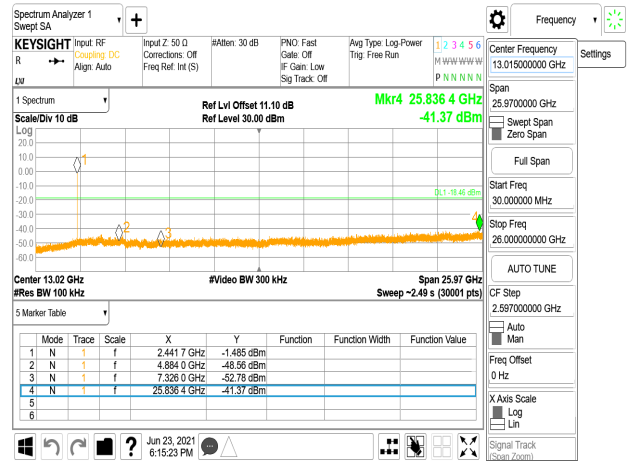 Spectrum Analyzer 1
Swept SA
Frequency
KEYSIGHT
R
Input: RF
Coupling: DC
Align: Auto
Input Z: 50 Ω
Corrections: Off
Freq Ref: Int (S)
#Atten: 30 dB
PNO: Fast
Gate: Off
IF Gain: Low
Sig Track: Off
Avg Type: Log-Power
Trig: Free Run
1 2 3 4 5 6
M W W W W W
P N N N N N
1 Spectrum
Scale/Div 10 dB
Ref Lvl Offset 11.10 dB
Ref Level 30.00 dBm
Mkr4 25.836 4 GHz
-41.37 dBm
Log
20.0
10.0
0.00
-10.0
-20.0
-30.0
-40.0
-50.0
-60.0
1
2
3
4
DL1 -18.46 dBm
Center 13.02 GHz
#Res BW 100 kHz
#Video BW 300 kHz
Span 25.97 GHz
Sweep ~2.49 s (30001 pts)
5 Marker Table
Mode Trace Scale X Y Function Function Width Function Value
1 N 1 f 2.441 7 GHz -1.485 dBm
2 N 1 f 4.884 0 GHz -48.56 dBm
3 N 1 f 7.326 0 GHz -52.78 dBm
4 N 1 f 25.836 4 GHz -41.37 dBm
5
6
Jun 23, 2021
6:15:23 PM
?
Center Frequency
13.015000000 GHz
Settings
Span
25.9700000 GHz
Swept Span
Zero Span
Full Span
Start Freq
30.000000 MHz
Stop Freq
26.000000000 GHz
AUTO TUNE
CF Step
2.597000000 GHz
Auto
Man
Freq Offset
0 Hz
X Axis Scale
Log
Lin
Signal Track
(Span Zoom)